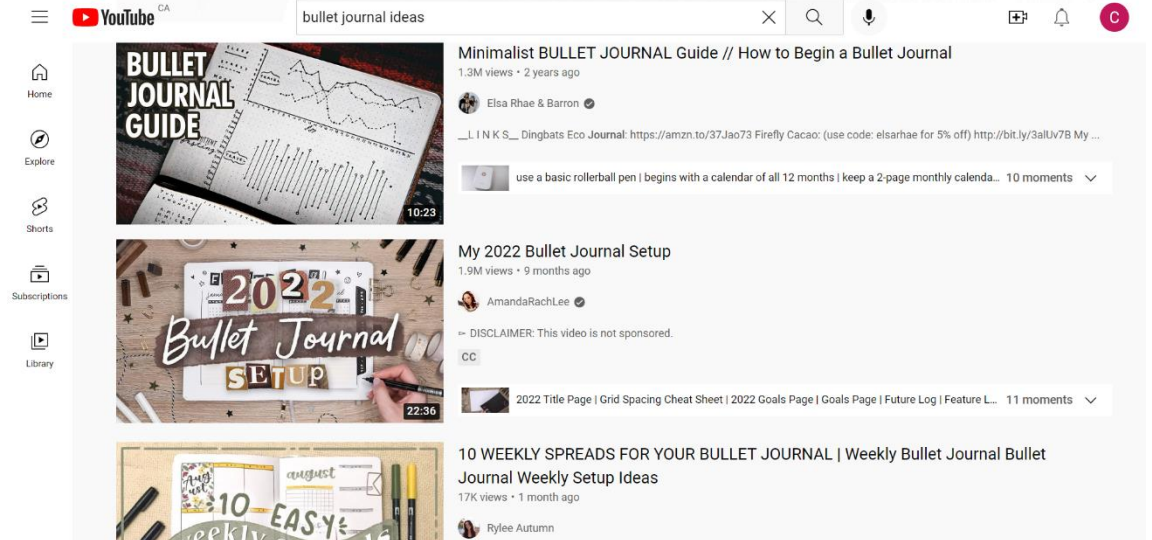 YouTube CA
bullet journal ideas
C
Home
Explore
Shorts
Subscriptions
Library
BULLET
JOURNAL
GUIDE
10:23
Minimalist BULLET JOURNAL Guide // How to Begin a Bullet Journal
1.3M views • 2 years ago
Elsa Rhae & Barron
__L I N K S__ Dingbats Eco Journal: https://amzn.to/37Jao73 Firefly Cacao: (use code: elsarhae for 5% off) http://bit.ly/3alUv7B My ...
use a basic rollerball pen | begins with a calendar of all 12 months | keep a 2-page monthly calenda... 10 moments
2022
Bullet Journal
SETUP
22:36
My 2022 Bullet Journal Setup
1.9M views • 9 months ago
AmandaRachLee
✏ DISCLAIMER: This video is not sponsored.
CC
2022 Title Page | Grid Spacing Cheat Sheet | 2022 Goals Page | Goals Page | Future Log | Feature L... 11 moments
august
10 EASY
weekly
10 WEEKLY SPREADS FOR YOUR BULLET JOURNAL | Weekly Bullet Journal Bullet
Journal Weekly Setup Ideas
17K views • 1 month ago
Rylee Autumn